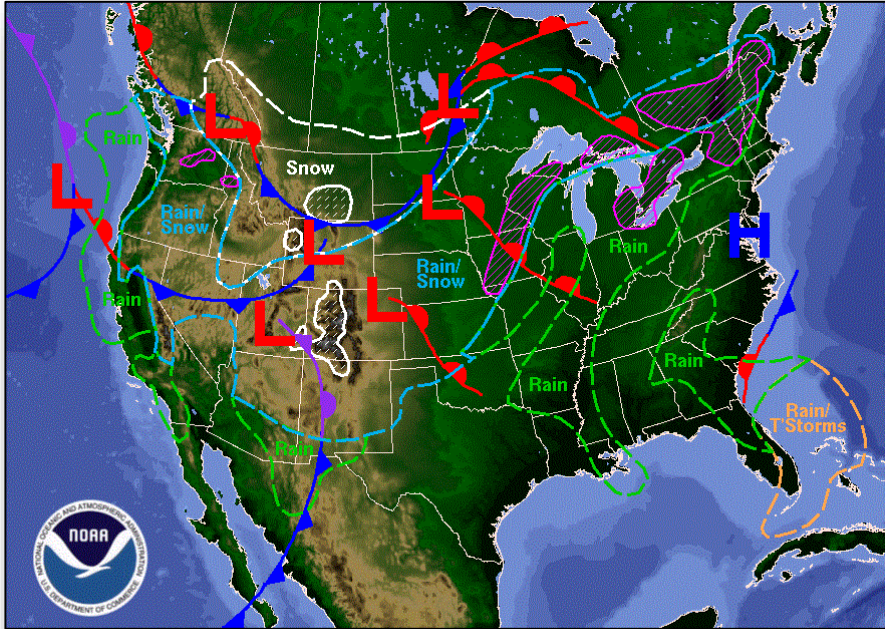 Rain
L
L
L
Snow
L
L
Rain/
Snow
H
L
Rain
Rain/
Snow
Rain
L
L
Rain
Rain
Rain/
T'Storms
Rain
NATIONAL OCEANIC AND ATMOSPHERIC ADMINISTRATION
NOAA
U.S. DEPARTMENT OF COMMERCE